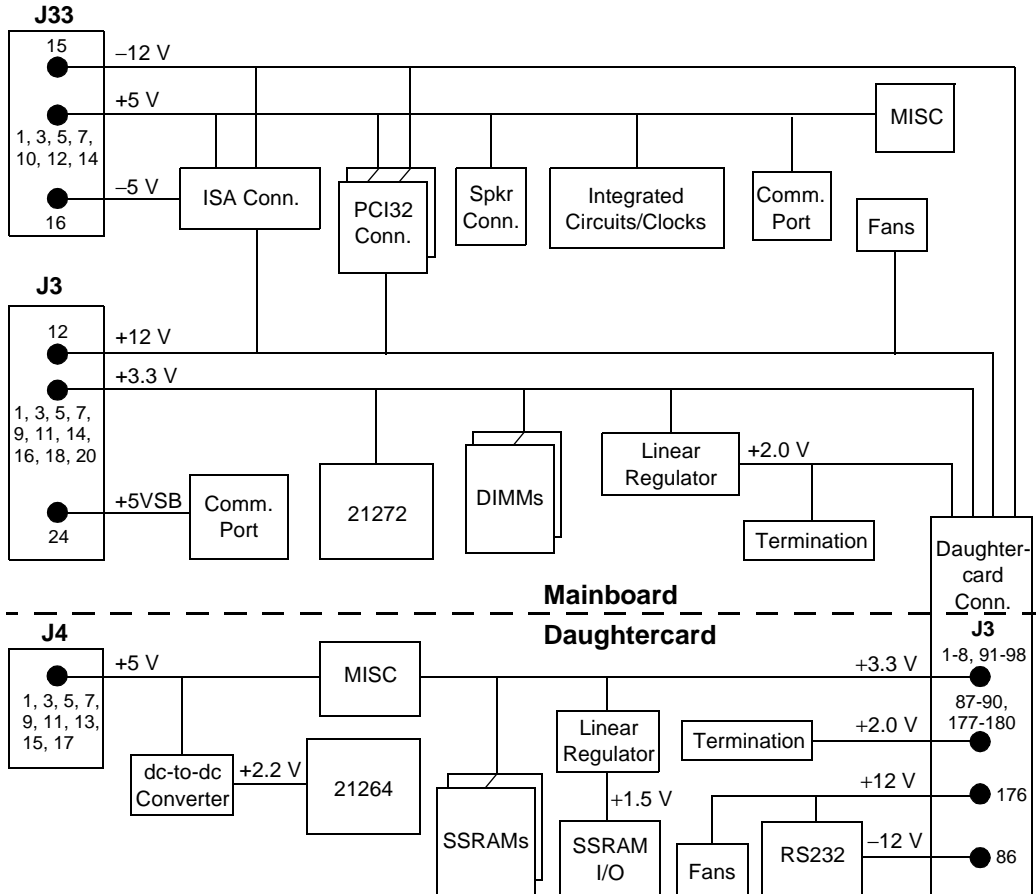 J33
15
−12 V
+5 V
1, 3, 5, 7,
10, 12, 14
−5 V
16
MISC
ISA Conn.
PCI32
Conn.
Spkr
Conn.
Integrated
Circuits/Clocks
Comm.
Port
Fans
J3
12
+12 V
+3.3 V
1, 3, 5, 7,
9, 11, 14,
16, 18, 20
+5VSB
24
Comm.
Port
21272
DIMMs
Linear
Regulator
+2.0 V
Termination
Daughter-
card
Conn.
Mainboard
Daughtercard
J4
+5 V
1, 3, 5, 7,
9, 11, 13,
15, 17
MISC
dc-to-dc
Converter
+2.2 V
21264
SSRAMs
Linear
Regulator
+1.5 V
SSRAM
I/O
Termination
Fans
RS232
J3
+3.3 V
1-8, 91-98
87-90,
177-180
+2.0 V
+12 V
176
−12 V
86